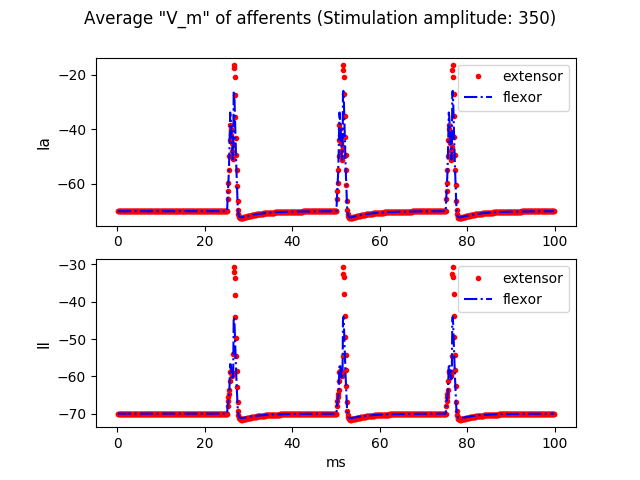 Average "V_m" of afferents (Stimulation amplitude: 350)
−20
−40
−60
Ia
extensor
flexor
0 20 40 60 80 100
−30
−40
−50
−60
−70
II
extensor
flexor
0 20 40 60 80 100
ms